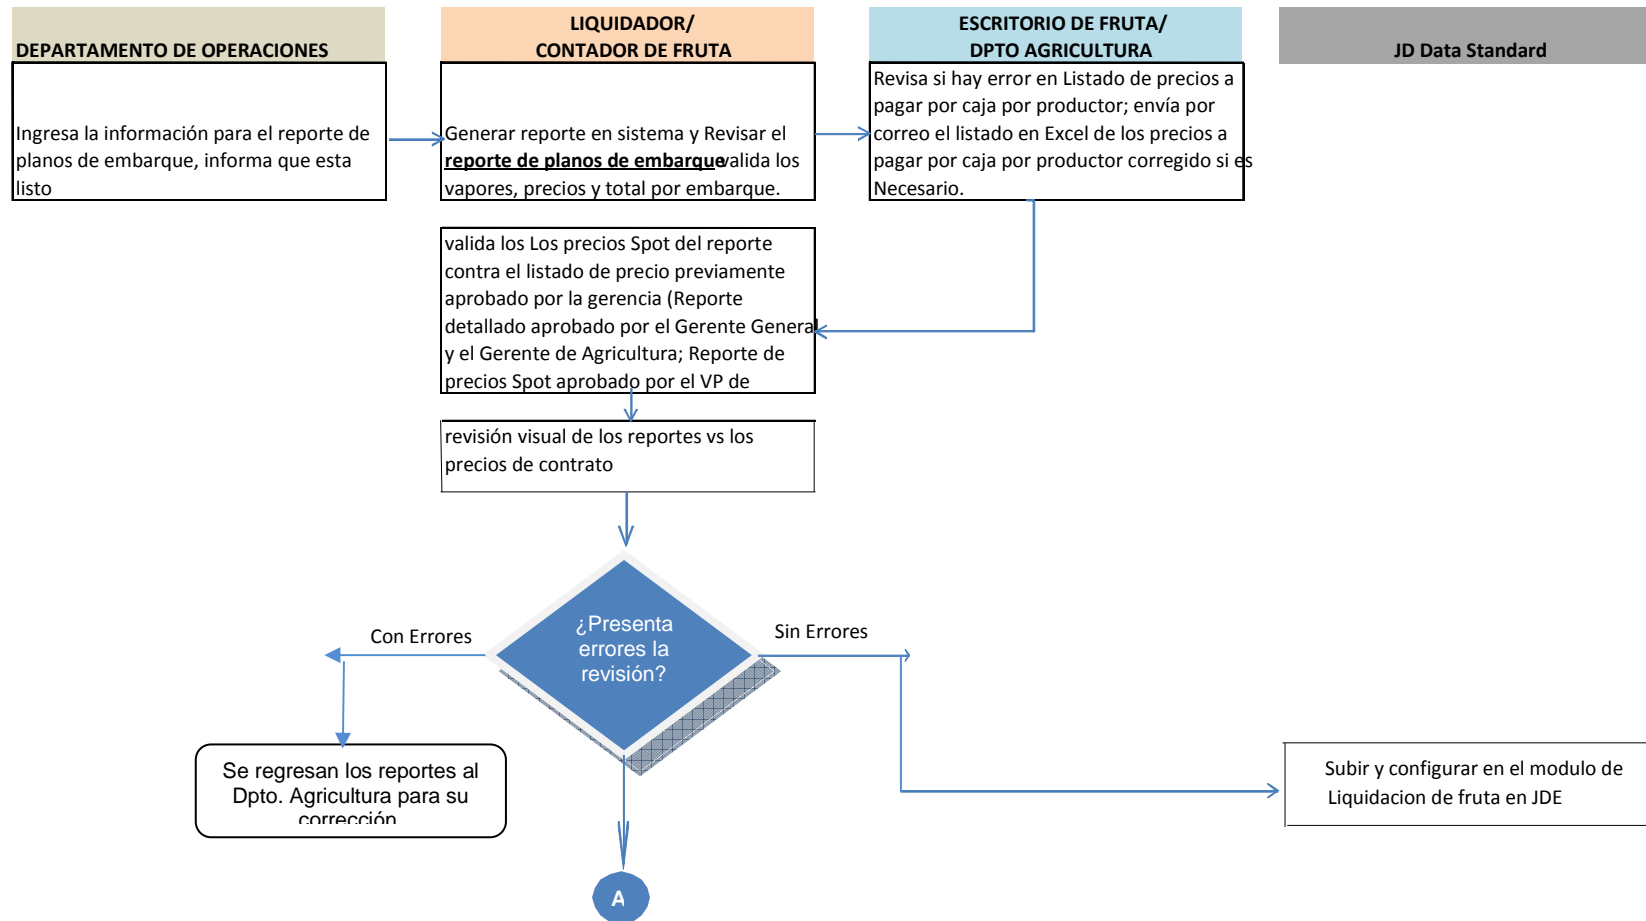 DEPARTAMENTO DE OPERACIONES
LIQUIDADOR/
CONTADOR DE FRUTA
ESCRITORIO DE FRUTA/
DPTO AGRICULTURA
JD Data Standard
Ingresa la información para el reporte de
planos de embarque, informa que esta
listo
Generar reporte en sistema y Revisar el
reporte de planos de embarque valida los
vapores, precios y total por embarque.
Revisa si hay error en Listado de precios a
pagar por caja por productor; envía por
correo el listado en Excel de los precios a
pagar por caja por productor corregido si es
Necesario.
valida los Los precios Spot del reporte
contra el listado de precio previamente
aprobado por la gerencia (Reporte
detallado aprobado por el Gerente General
y el Gerente de Agricultura; Reporte de
precios Spot aprobado por el VP de
revisión visual de los reportes vs los
precios de contrato
¿Presenta
errores la
revisión?
Con Errores
Sin Errores
Se regresan los reportes al
Dpto. Agricultura para su
corrección
Subir y configurar en el modulo de
Liquidacion de fruta en JDE
A